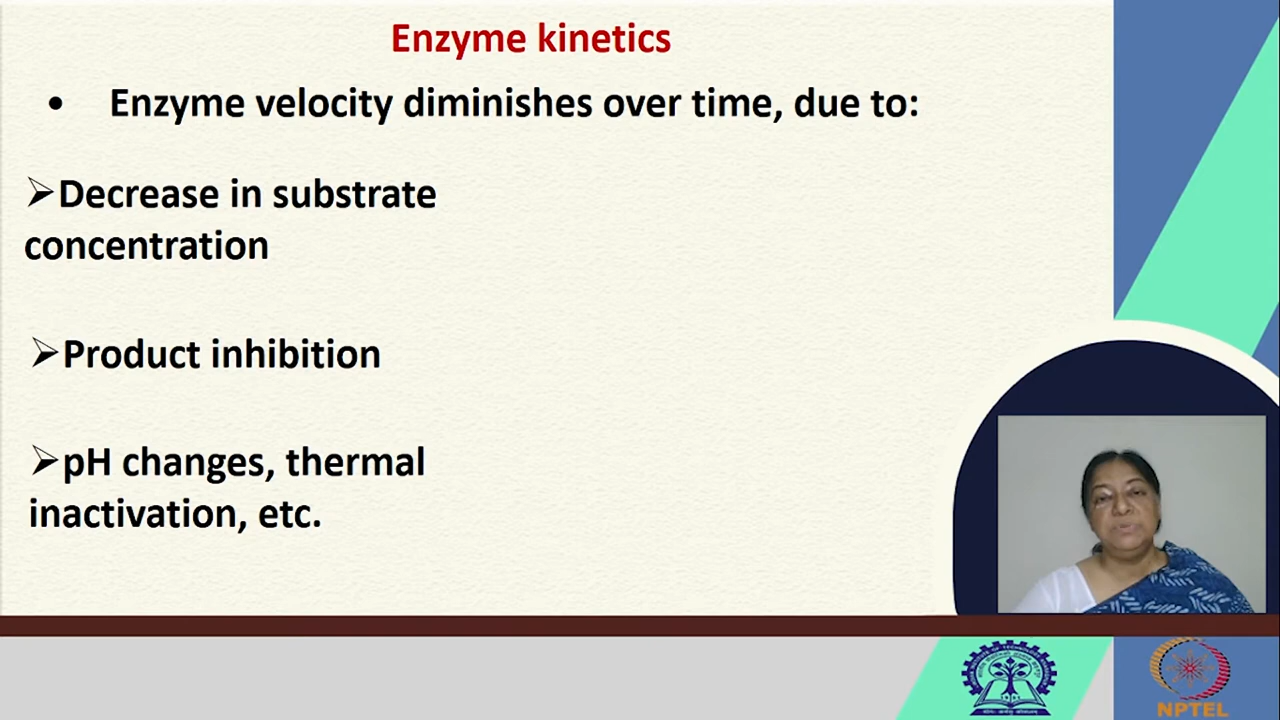 Enzyme kinetics
• Enzyme velocity diminishes over time, due to:
➢Decrease in substrate
concentration
➢Product inhibition
➢pH changes, thermal
inactivation, etc.
NPTEL